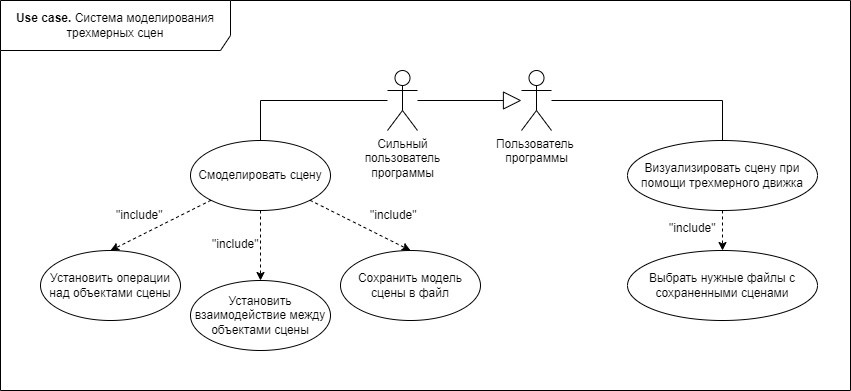 Use case. Система моделирования
трехмерных сцен
Сильный
пользователь
программы
Пользователь
программы
Смоделировать сцену
Визуализировать сцену при
помощи трехмерного движка
"include"
"include"
"include"
"include"
Установить операции
над объектами сцены
Установить
взаимодействие между
объектами сцены
Сохранить модель
сцены в файл
Выбрать нужные файлы с
сохраненными сценами